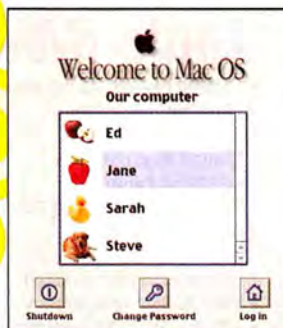 Welcome to Mac OS
Our computer
Ed
Jane
Sarah
Steve
Shutdown
Change Password
Log in